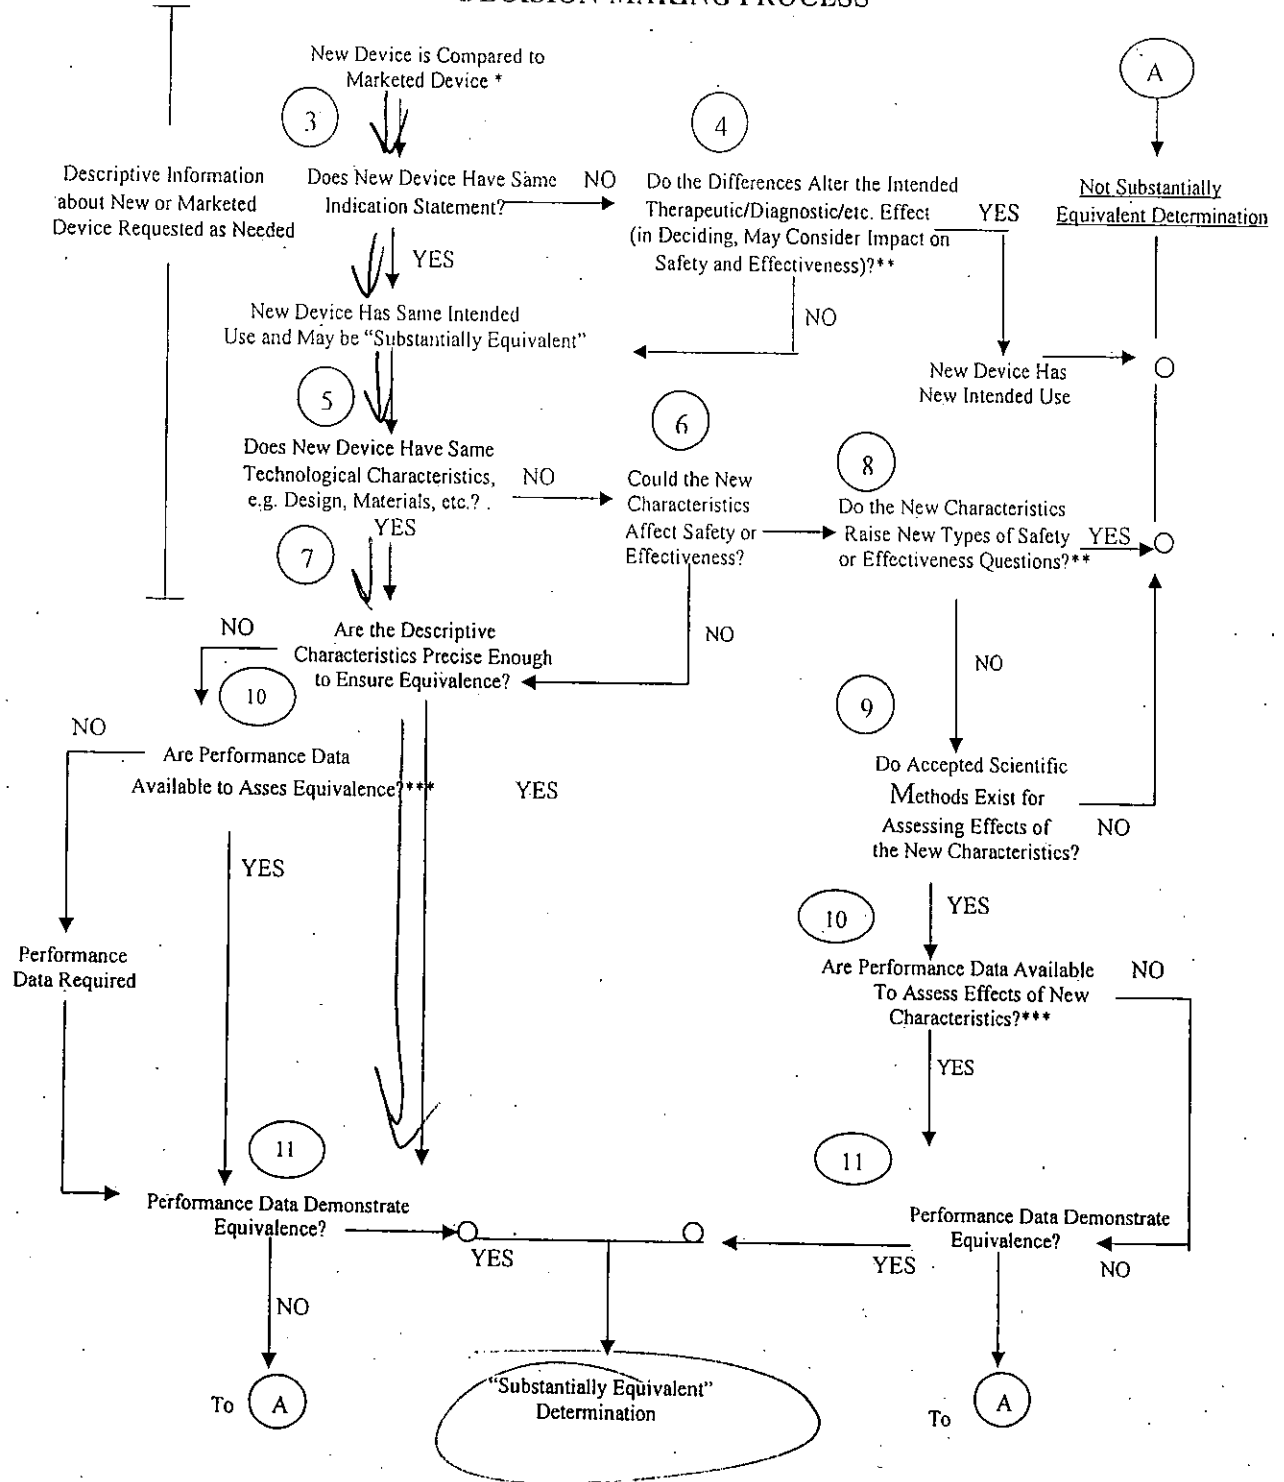 DECISION MAKING PROCESS
New Device is Compared to
Marketed Device *
A
3
4
Descriptive Information
about New or Marketed
Device Requested as Needed
Does New Device Have Same
Indication Statement?
NO
Do the Differences Alter the Intended
Therapeutic/Diagnostic/etc. Effect
(in Deciding, May Consider Impact on
Safety and Effectiveness)?**
YES
Not Substantially
Equivalent Determination
YES
NO
New Device Has Same Intended
Use and May be “Substantially Equivalent”
New Device Has
New Intended Use
5
6
8
Does New Device Have Same
Technological Characteristics,
e.g. Design, Materials, etc.? .
NO
Could the New
Characteristics
Affect Safety or
Effectiveness?
Do the New Characteristics
Raise New Types of Safety
or Effectiveness Questions?**
YES
YES
7
NO
Are the Descriptive
Characteristics Precise Enough
to Ensure Equivalence?
NO
NO
10
9
NO
Are Performance Data
Available to Asses Equivalence?***
YES
Do Accepted Scientific
Methods Exist for
Assessing Effects of
the New Characteristics?
NO
YES
YES
10
Performance
Data Required
Are Performance Data Available
To Assess Effects of New
Characteristics?***
NO
YES
11
11
Performance Data Demonstrate
Equivalence?
YES
Performance Data Demonstrate
Equivalence?
YES
NO
NO
To
A
“Substantially Equivalent”
Determination
To
A